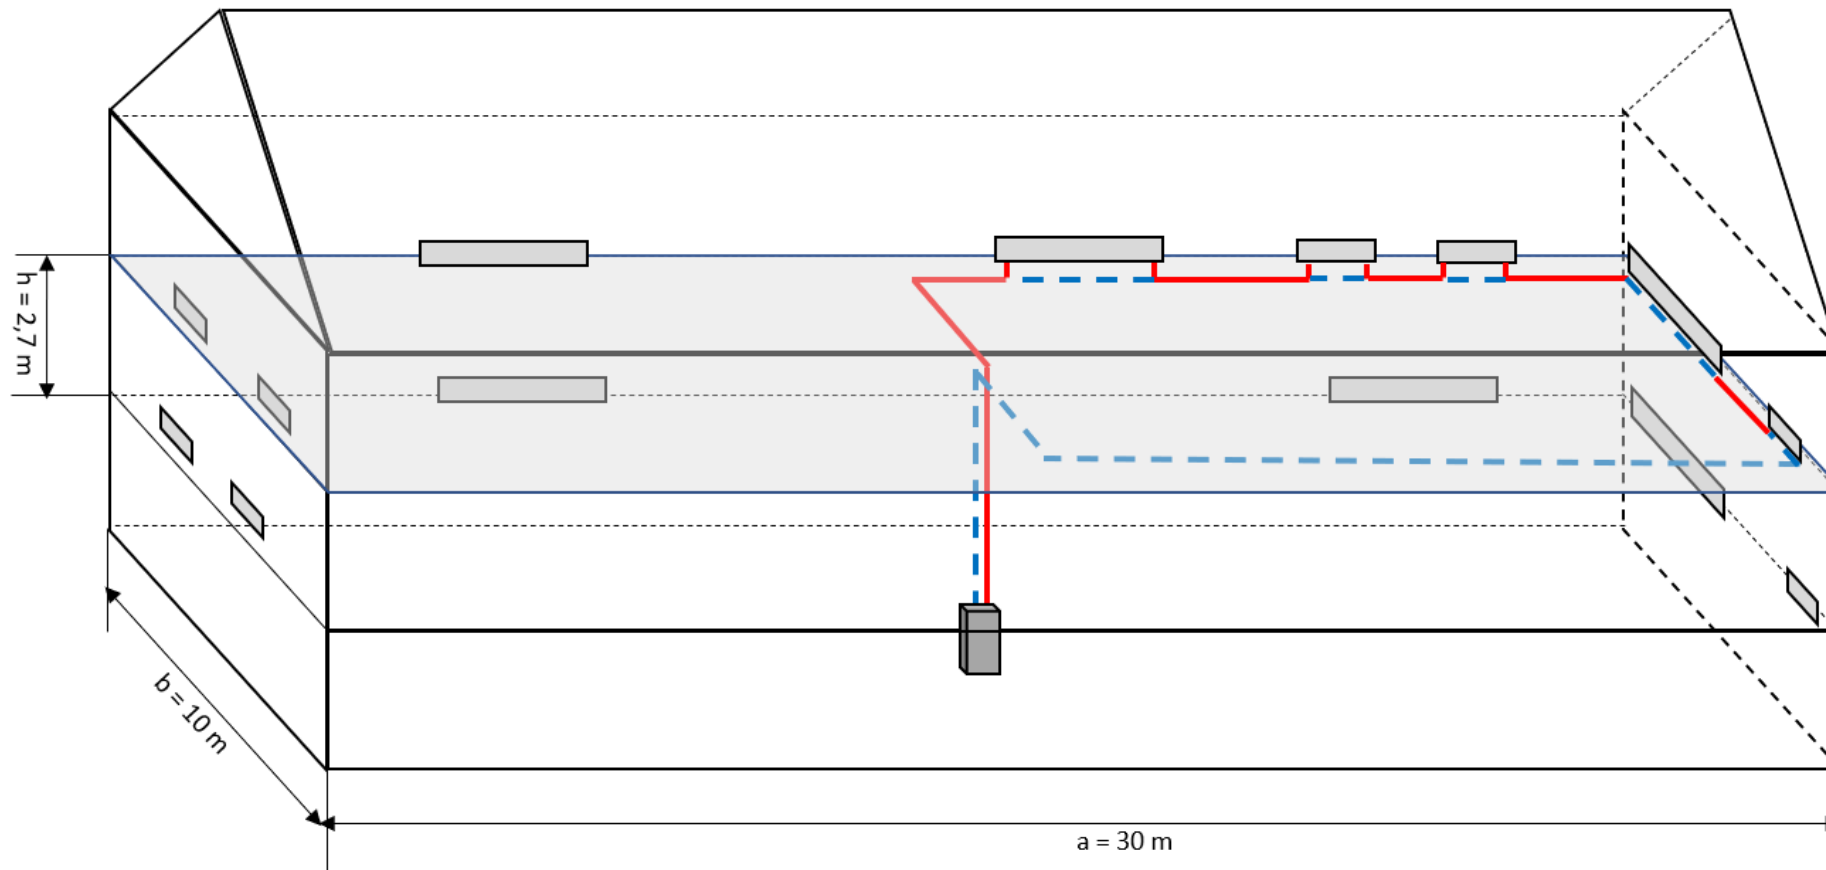 h = 2,7 m
b = 10 m
a = 30 m